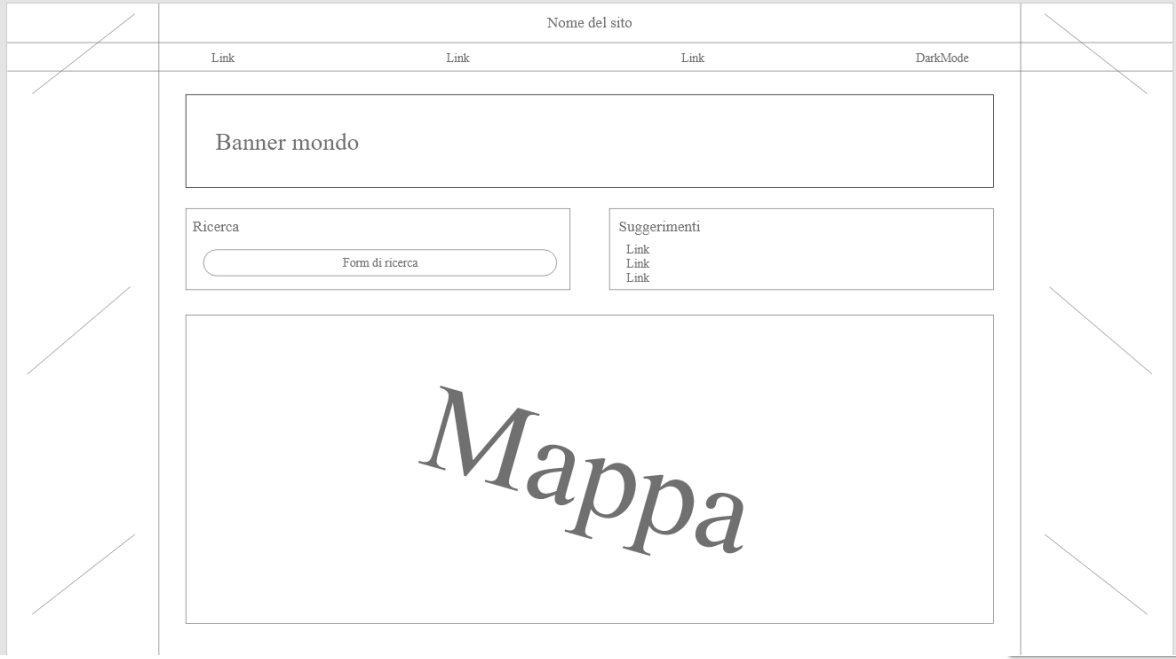 Nome del sito
Link Link Link DarkMode
Banner mondo
Ricerca
Form di ricerca
Suggerimenti
Link
Link
Link
Mappa